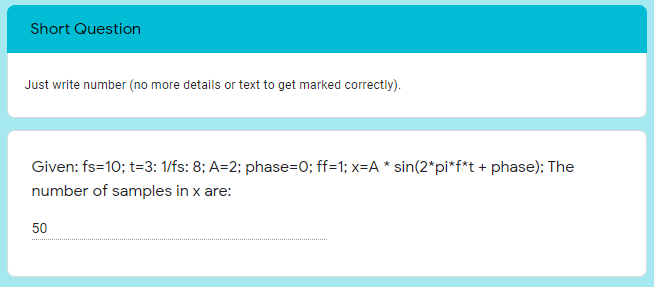 Short Question
Just write number (no more details or text to get marked correctly).
Given: fs=10; t=3: 1/fs: 8; A=2; phase=0; ff=1; x=A * sin(2*pi*f*t + phase); The
number of samples in x are:
50